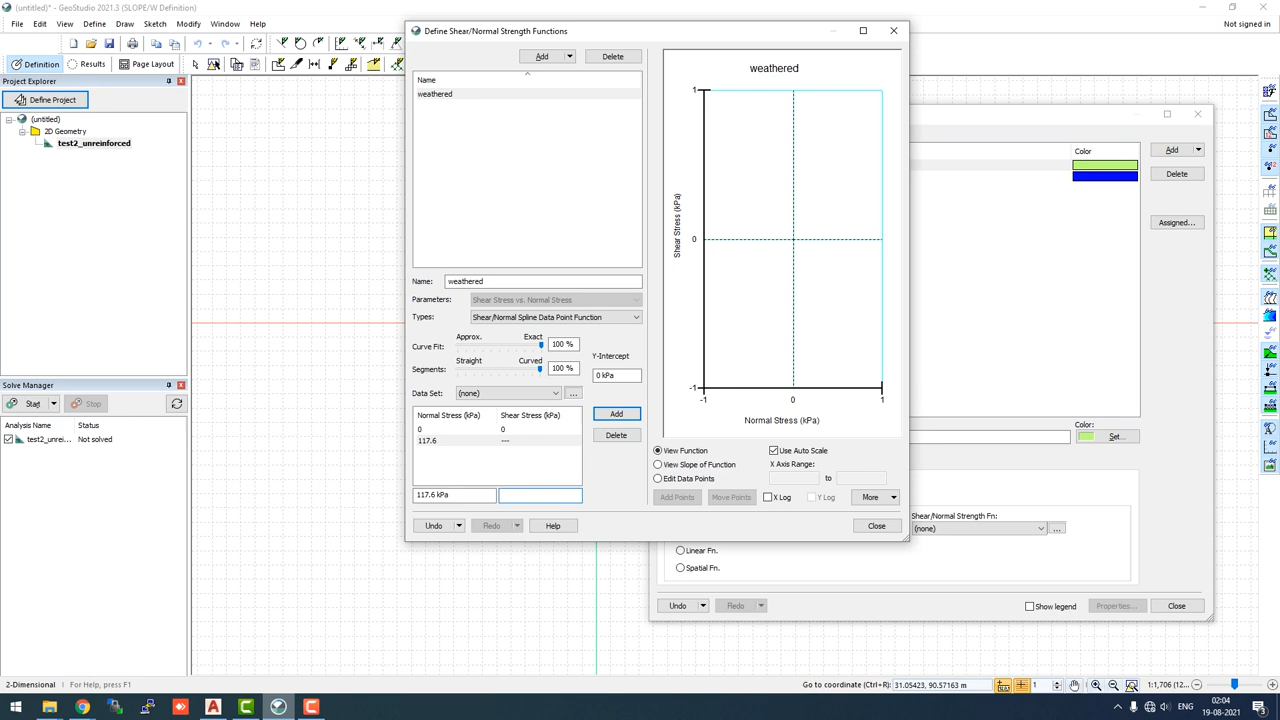 (untitled)* - GeoStudio 2021.3 (SLOPE/W Definition)
File Edit View Define Draw Sketch Modify Window Help
Not signed in
Definition Results Page Layout
Project Explorer
Define Project
(untitled)
2D Geometry
test2_unreinforced
Solve Manager
Start Stop
Analysis Name Status
test2_unrei... Not solved
Define Shear/Normal Strength Functions
Add Delete
Name
weathered
Name: weathered
Parameters: Shear Stress vs. Normal Stress
Types: Shear/Normal Spline Data Point Function
Approx. Exact
Curve Fit: 100 %
Straight Curved
Segments: 100 %
Y-Intercept
0 kPa
Data Set: (none) ...
Normal Stress (kPa) Shear Stress (kPa)
0 0
117.6 ---
117.6 kPa
Add
Delete
Undo Redo Help
weathered
Shear Stress (kPa)
1
0
-1
-1 0 1
Normal Stress (kPa)
View Function
View Slope of Function
Edit Data Points
Use Auto Scale
X Axis Range:
to
Add Points Move Points X Log Y Log More
Close
Color
Add
Delete
Assigned...
Color:
Set...
Shear/Normal Strength Fn:
(none) ...
Linear Fn.
Spatial Fn.
Undo Redo Show legend Properties... Close
2-Dimensional For Help, press F1
Go to coordinate (Ctrl+R): 31.05423, 90.57163 m 1 1:1,706 (12...
ENG
02:04
19-08-2021
3